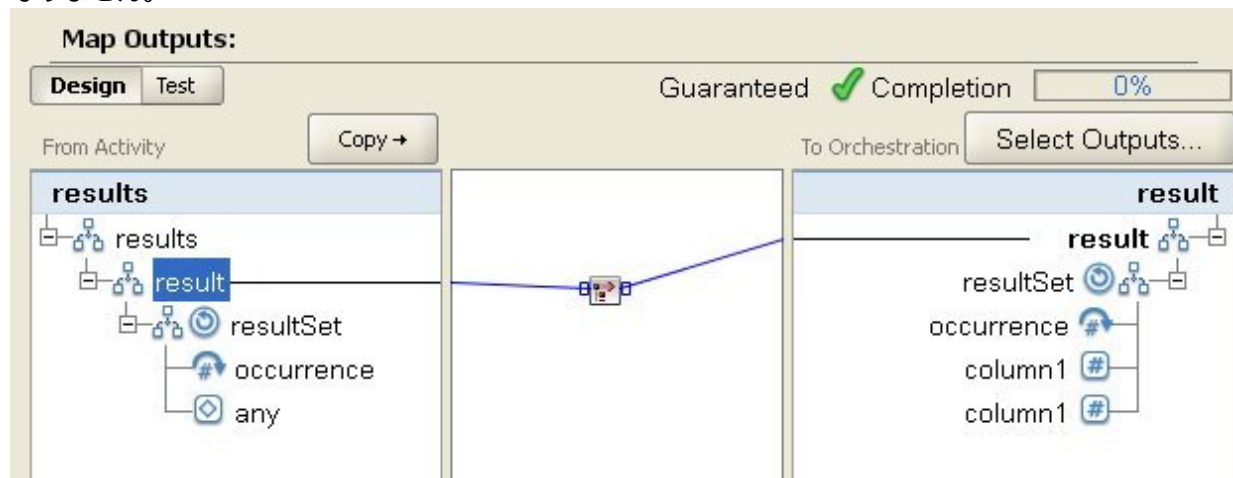 Map Outputs:
Design Test
Guaranteed Completion 0%
From Activity Copy→
To Orchestration Select Outputs...
results
results
result
resultSet
occurrence
any
result
result
resultSet
occurrence
column1
column1